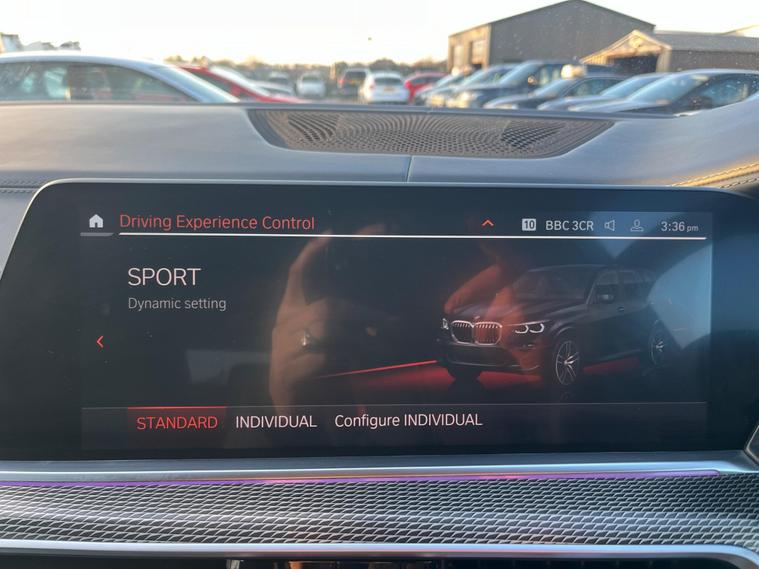 Driving Experience Control
10 BBC 3CR 3:36 pm
SPORT
Dynamic setting
STANDARD INDIVIDUAL Configure INDIVIDUAL